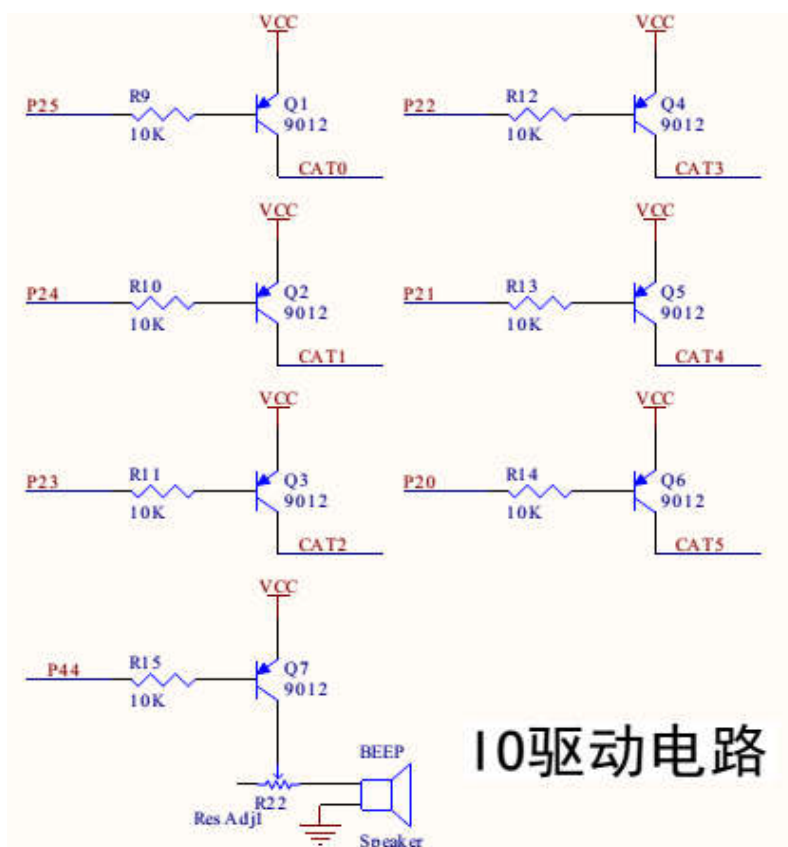 VCC
VCC
P25 R9 10K Q1 9012 CAT0
P22 R12 10K Q4 9012 CAT3
VCC
VCC
P24 R10 10K Q2 9012 CAT1
P21 R13 10K Q5 9012 CAT4
VCC
VCC
P23 R11 10K Q3 9012 CAT2
P20 R14 10K Q6 9012 CAT5
VCC
P44 R15 10K Q7 9012
IO驱动电路
BEEP
R22
Res Adj1
Speaker